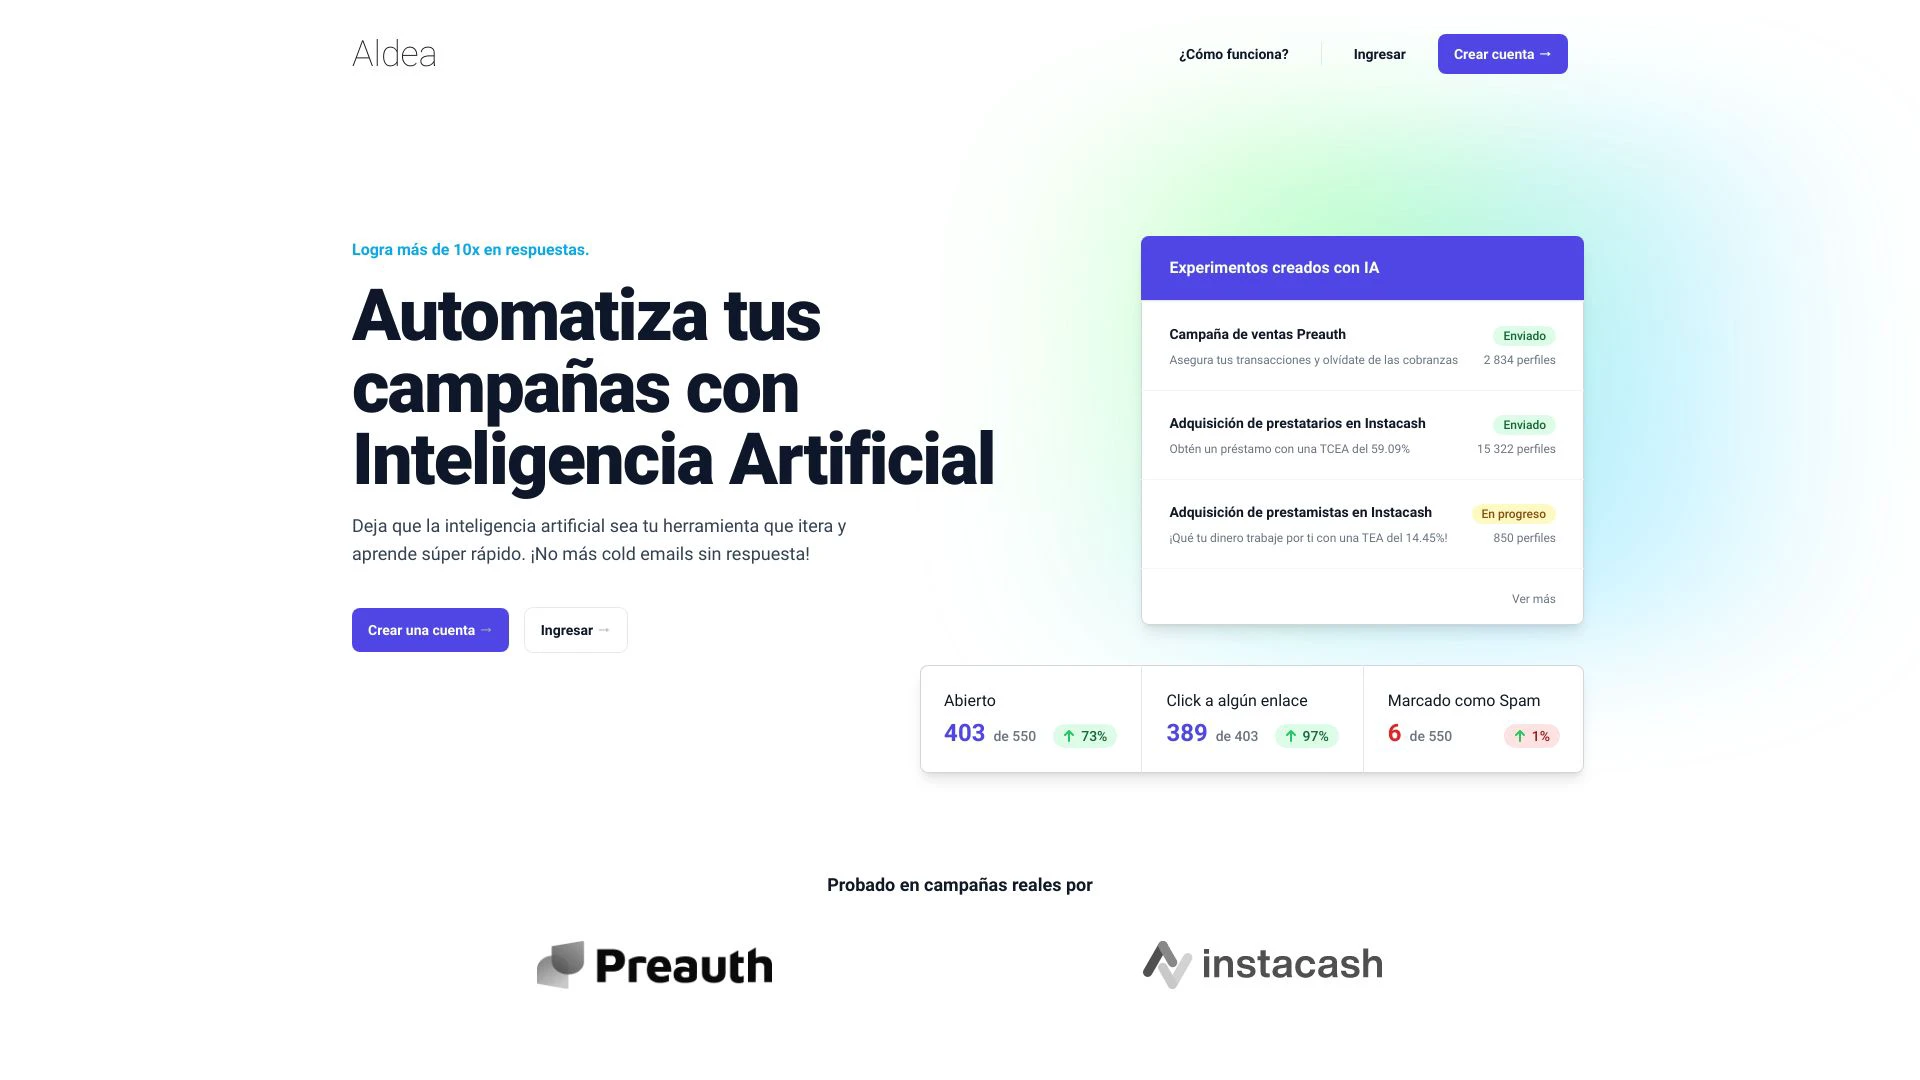 Aldea
¿Cómo funciona?
Ingresar
Crear cuenta →
Logra más de 10x en respuestas.
Automatiza tus
campañas con
Inteligencia Artificial
Deja que la inteligencia artificial sea tu herramienta que itera y
aprende súper rápido. ¡No más cold emails sin respuesta!
Crear una cuenta →
Ingresar →
Experimentos creados con IA
Campaña de ventas Preauth
Enviado
Asegura tus transacciones y olvídate de las cobranzas
2 834 perfiles
Adquisición de prestatarios en Instacash
Enviado
Obtén un préstamo con una TCEA del 59.09%
15 322 perfiles
Adquisición de prestamistas en Instacash
En progreso
¡Qué tu dinero trabaje por ti con una TEA del 14.45%!
850 perfiles
Ver más
Abierto
403 de 550
↑ 73%
Click a algún enlace
389 de 403
↑ 97%
Marcado como Spam
6 de 550
↑ 1%
Probado en campañas reales por
Preauth
instacash